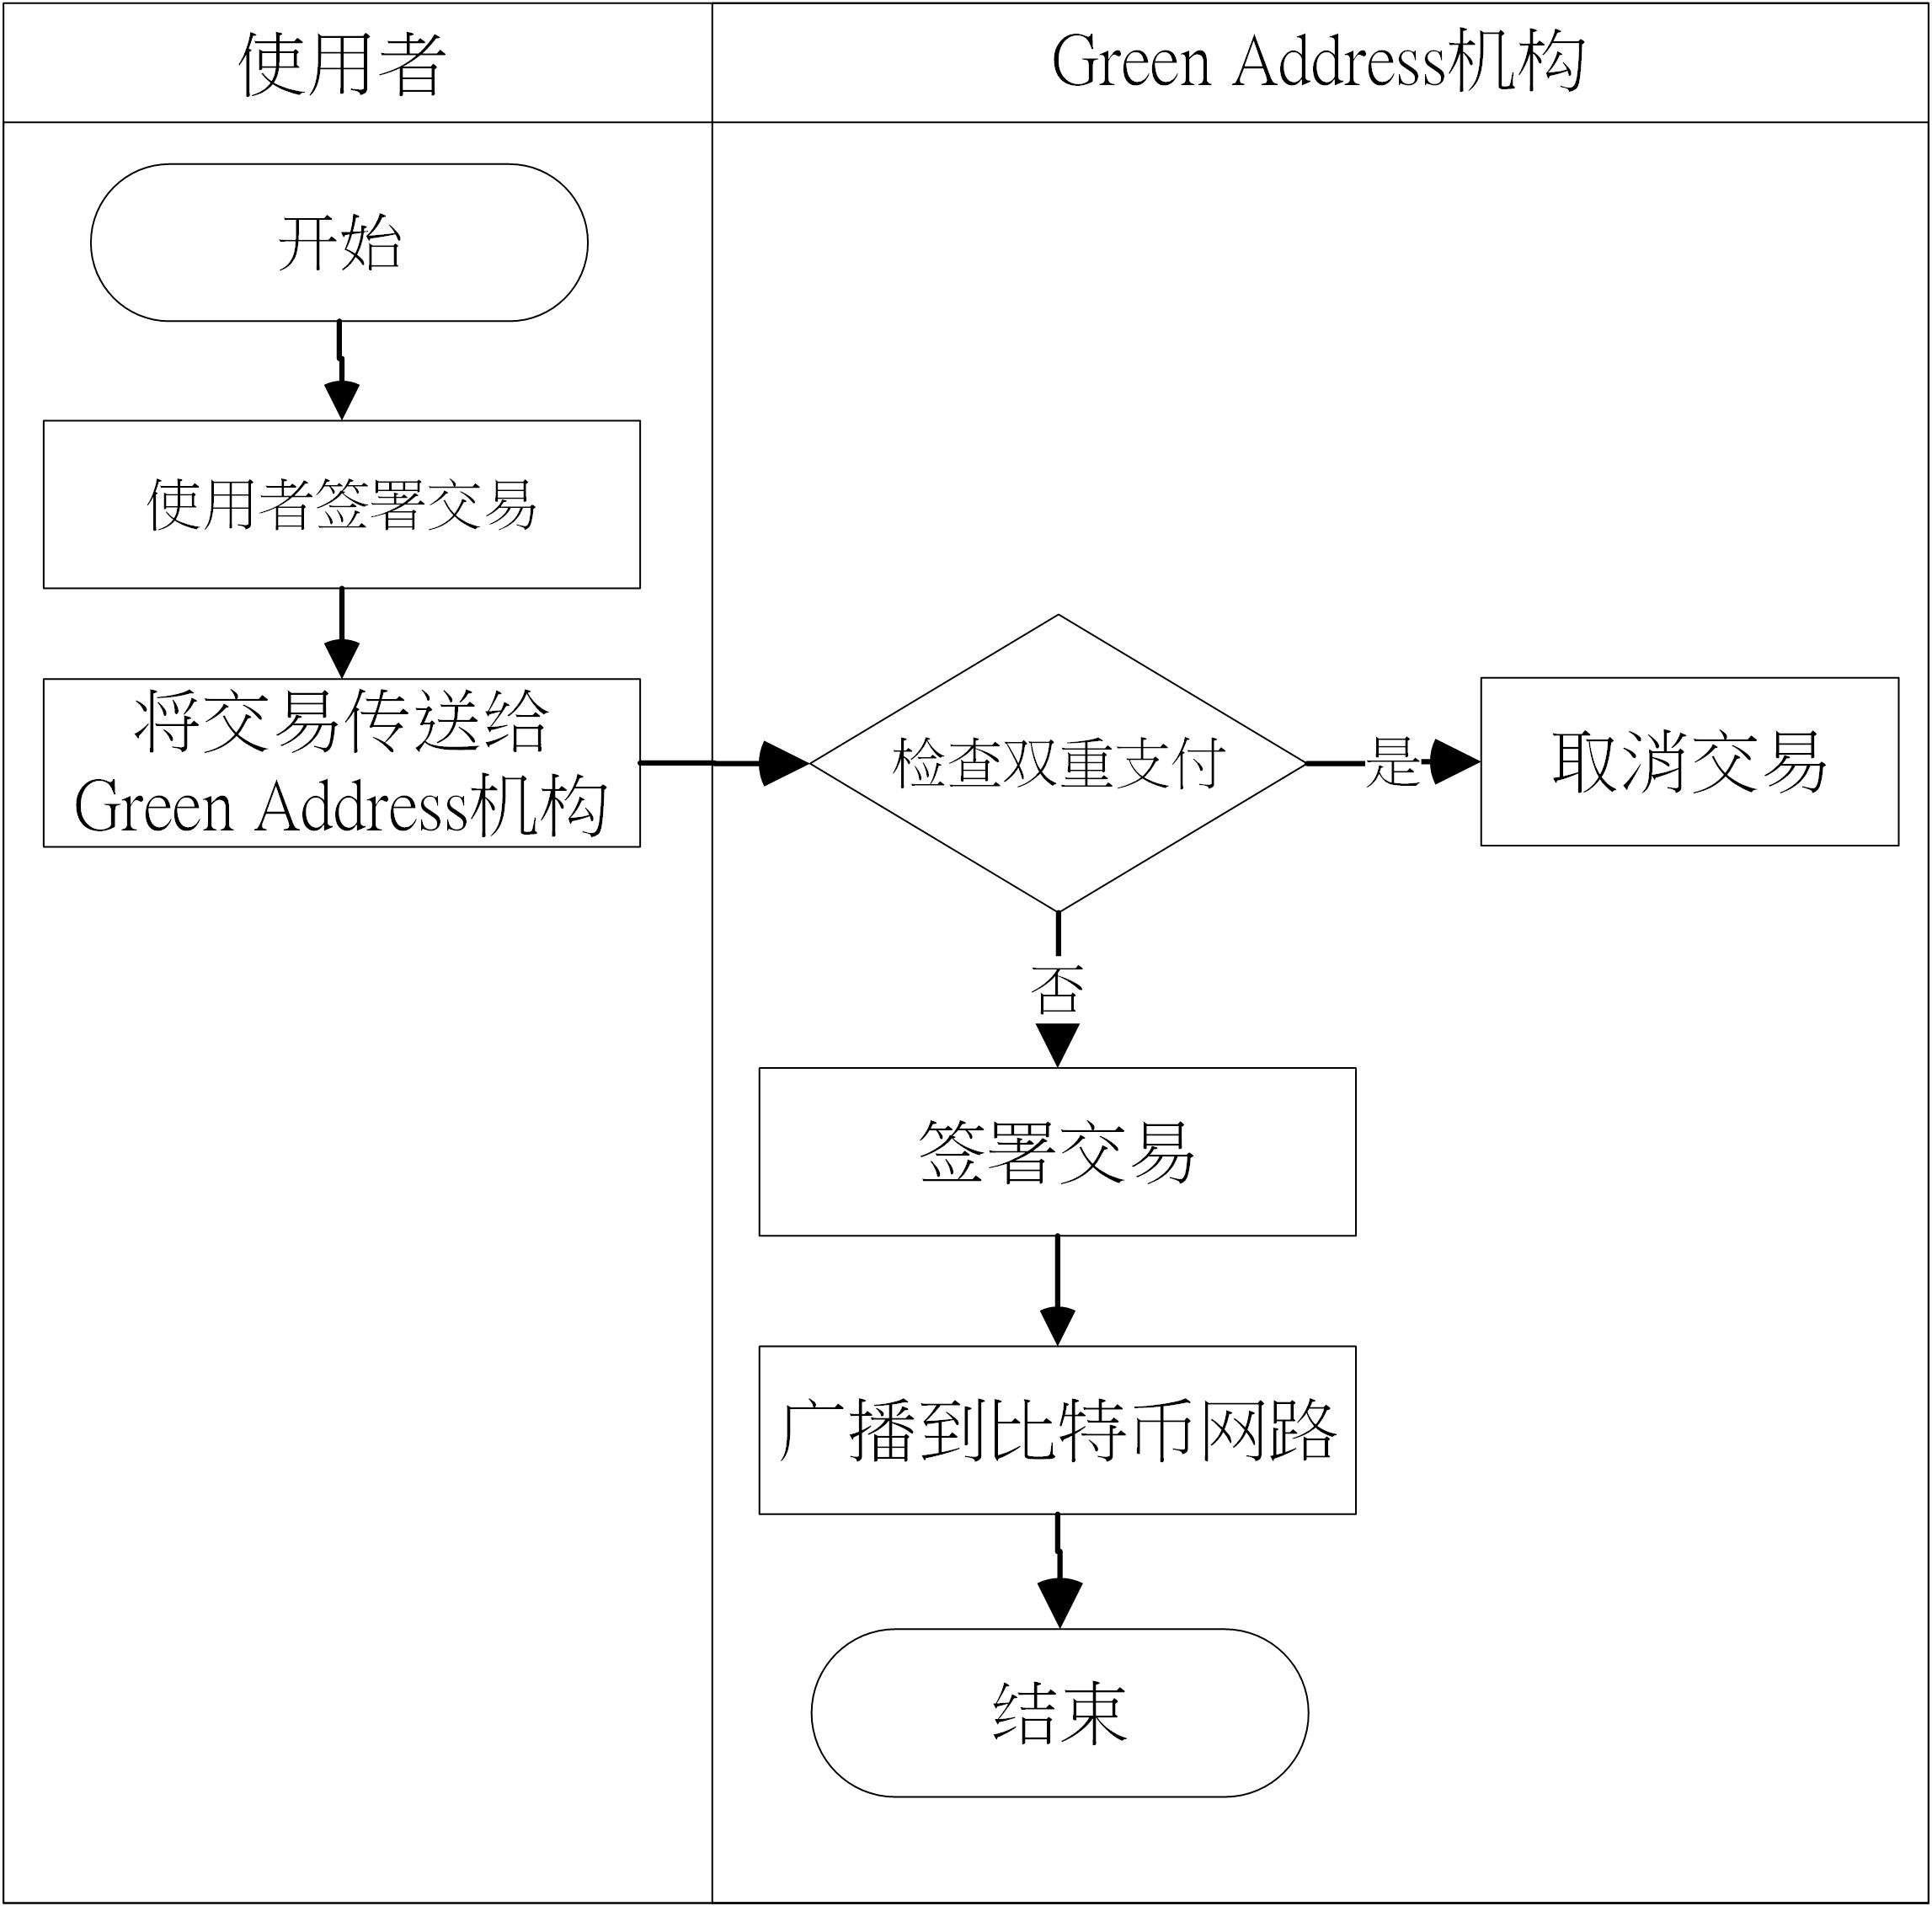 使用者
Green Address机构
开始
使用者签署交易
将交易传送给
Green Address机构
检查双重支付
是
取消交易
否
签署交易
广播到比特币网路
结束